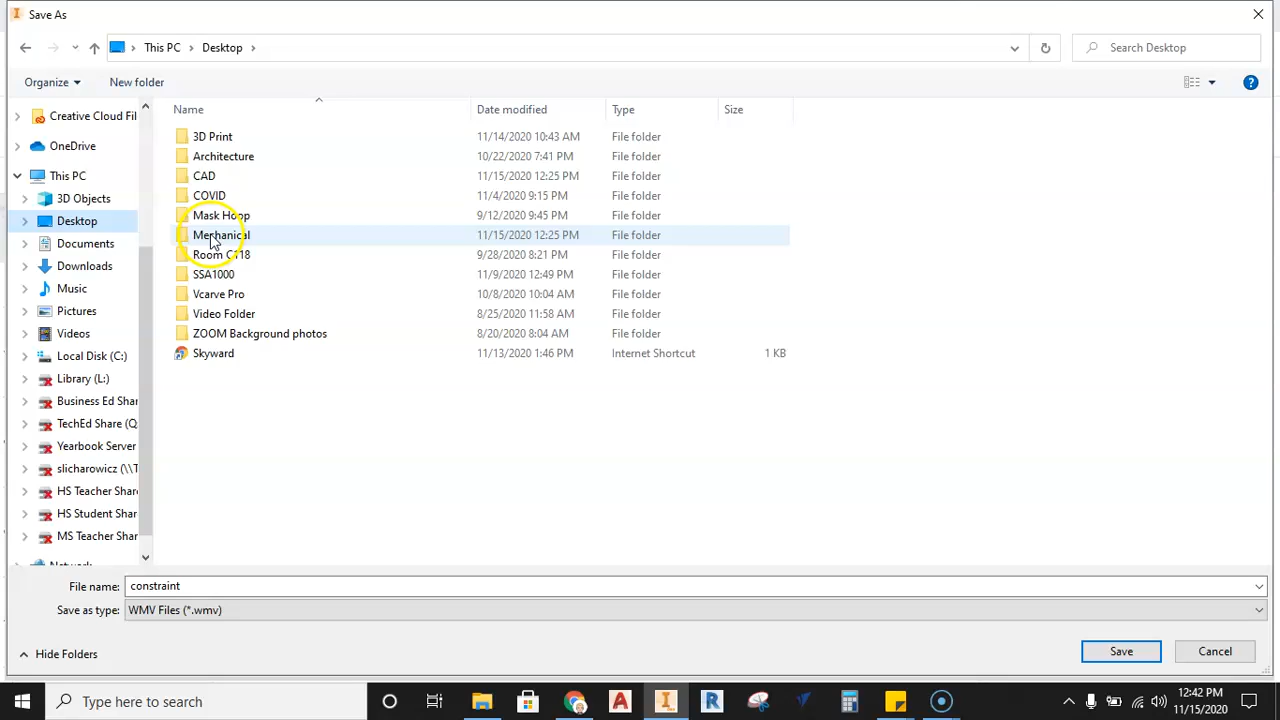 Save As
This PC
Desktop
Search Desktop
Organize
New folder
Name
Date modified
Type
Size
Creative Cloud Fil
OneDrive
This PC
3D Objects
Desktop
Documents
Downloads
Music
Pictures
Videos
Local Disk (C:)
Library (L:)
Business Ed Shar
TechEd Share (Q:
Yearbook Server
slicharowicz (\\T
HS Teacher Share
HS Student Shar
MS Teacher Shar
3D Print 11/14/2020 10:43 AM File folder
Architecture 10/22/2020 7:41 PM File folder
CAD 11/15/2020 12:25 PM File folder
COVID 11/4/2020 9:15 PM File folder
Mask Hoop 9/12/2020 9:45 PM File folder
Mechanical 11/15/2020 12:25 PM File folder
Room C118 9/28/2020 8:21 PM File folder
SSA1000 11/9/2020 12:49 PM File folder
Vcarve Pro 10/8/2020 10:04 AM File folder
Video Folder 8/25/2020 11:58 AM File folder
ZOOM Background photos 8/20/2020 8:04 AM File folder
Skyward 11/13/2020 1:46 PM Internet Shortcut 1 KB
File name: constraint
Save as type: WMV Files (*.wmv)
Hide Folders
Save
Cancel
Type here to search
12:42 PM
11/15/2020